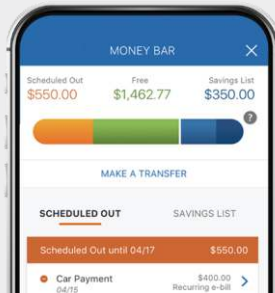 MONEY BAR
Scheduled Out Free Savings List
$550.00 $1,462.77 $350.00
?
MAKE A TRANSFER
SCHEDULED OUT SAVINGS LIST
Scheduled Out until 04/17 $550.00
Car Payment $400.00
04/15 Recurring e-bill